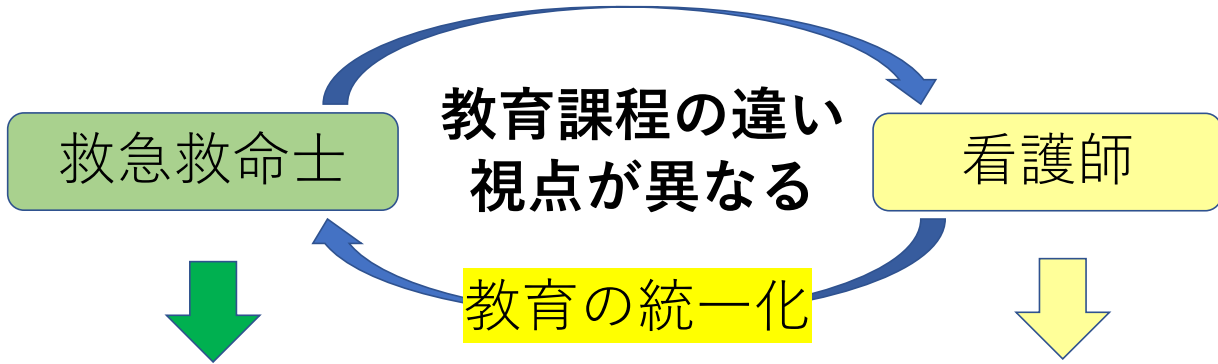 教育課程の違い
視点が異なる
救急救命士
看護師
教育の統一化